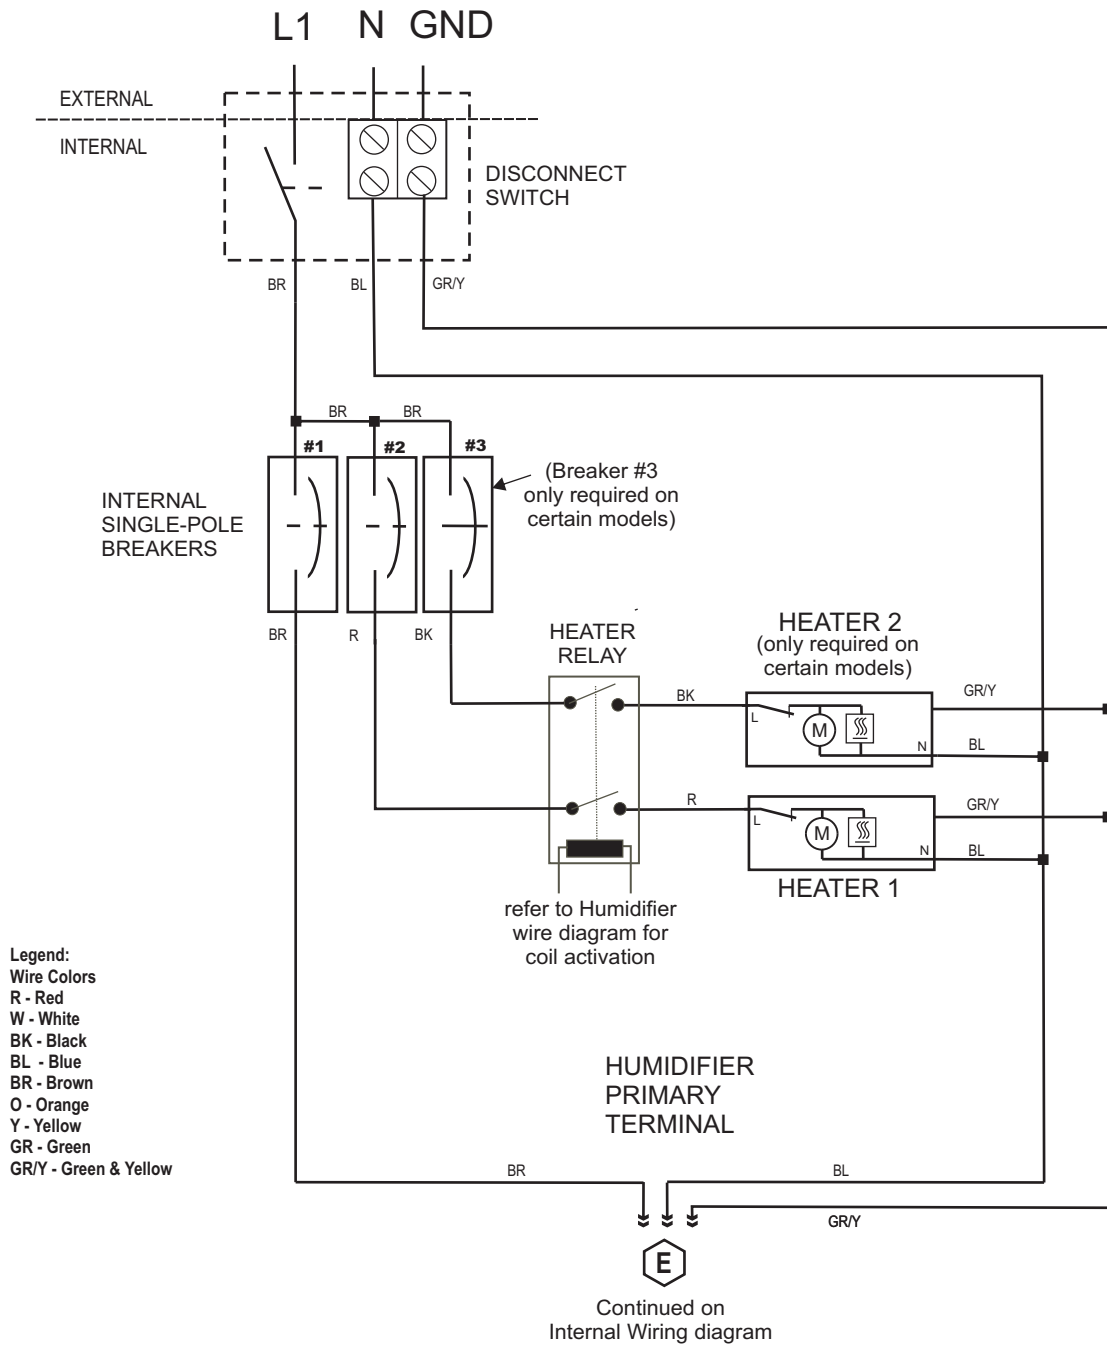 L1 N GND
EXTERNAL
INTERNAL
DISCONNECT
SWITCH
BR BL GR/Y
BR BR
#1 #2 #3
(Breaker #3
only required on
certain models)
INTERNAL
SINGLE-POLE
BREAKERS
BR R BK
HEATER
RELAY
HEATER 2
(only required on
certain models)
BK
GR/Y
L
M
N
BL
R
GR/Y
L
M
N
BL
HEATER 1
refer to Humidifier
wire diagram for
coil activation
Legend:
Wire Colors
R - Red
W - White
BK - Black
BL - Blue
BR - Brown
O - Orange
Y - Yellow
GR - Green
GR/Y - Green & Yellow
HUMIDIFIER
PRIMARY
TERMINAL
BR BL
GR/Y
E
Continued on
Internal Wiring diagram